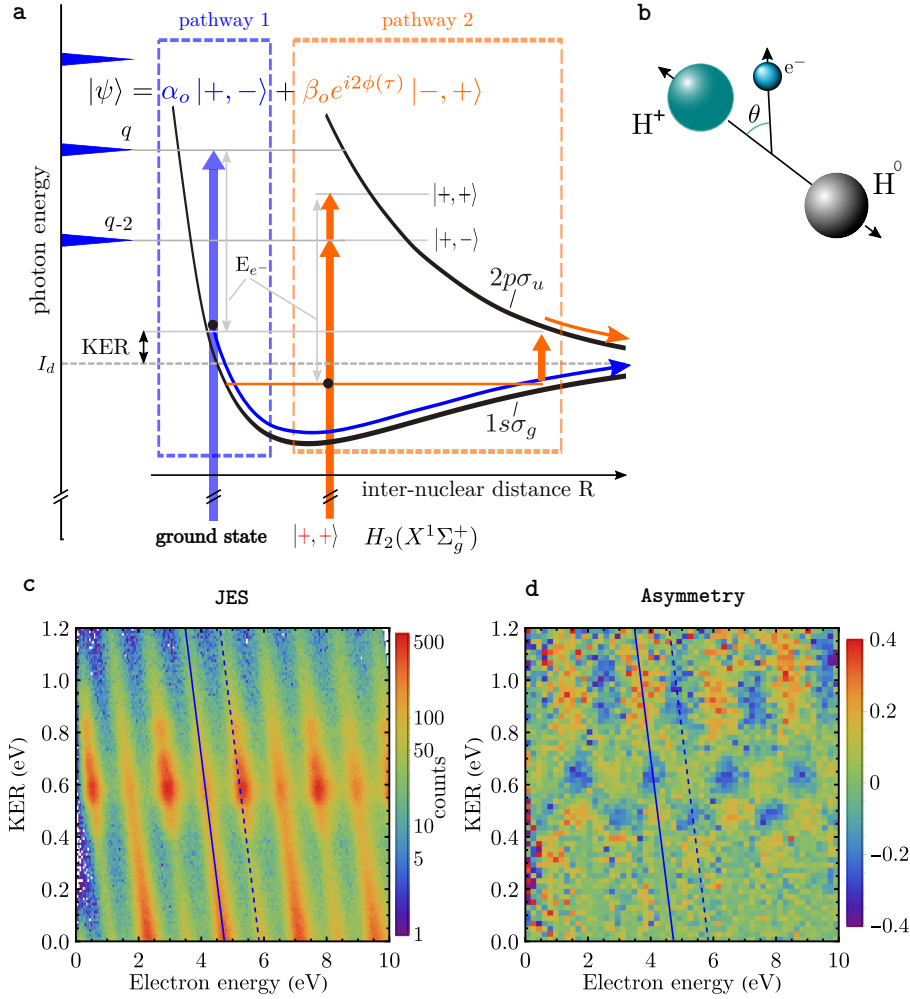 a
pathway 1
pathway 2
|ψ⟩ = α_o |+, −⟩ + β_o e^{i2ϕ(τ)} |−, +⟩
q
q-2
|+, +⟩
|+, −⟩
E_{e^-}
photon energy
2pσ_u
KER
I_d
1sσ_g
inter-nuclear distance R
ground state |+, +⟩ H_2(X^1Σ_g^+)
b
e^-
H^+
θ
H^0
c
JES
KER (eV)
1.2
1.0
0.8
0.6
0.4
0.2
0.0
0 2 4 6 8 10
Electron energy (eV)
500
100
50
10
5
1
counts
d
Asymmetry
KER (eV)
1.2
1.0
0.8
0.6
0.4
0.2
0.0
0 2 4 6 8 10
Electron energy (eV)
0.4
0.2
0
−0.2
−0.4